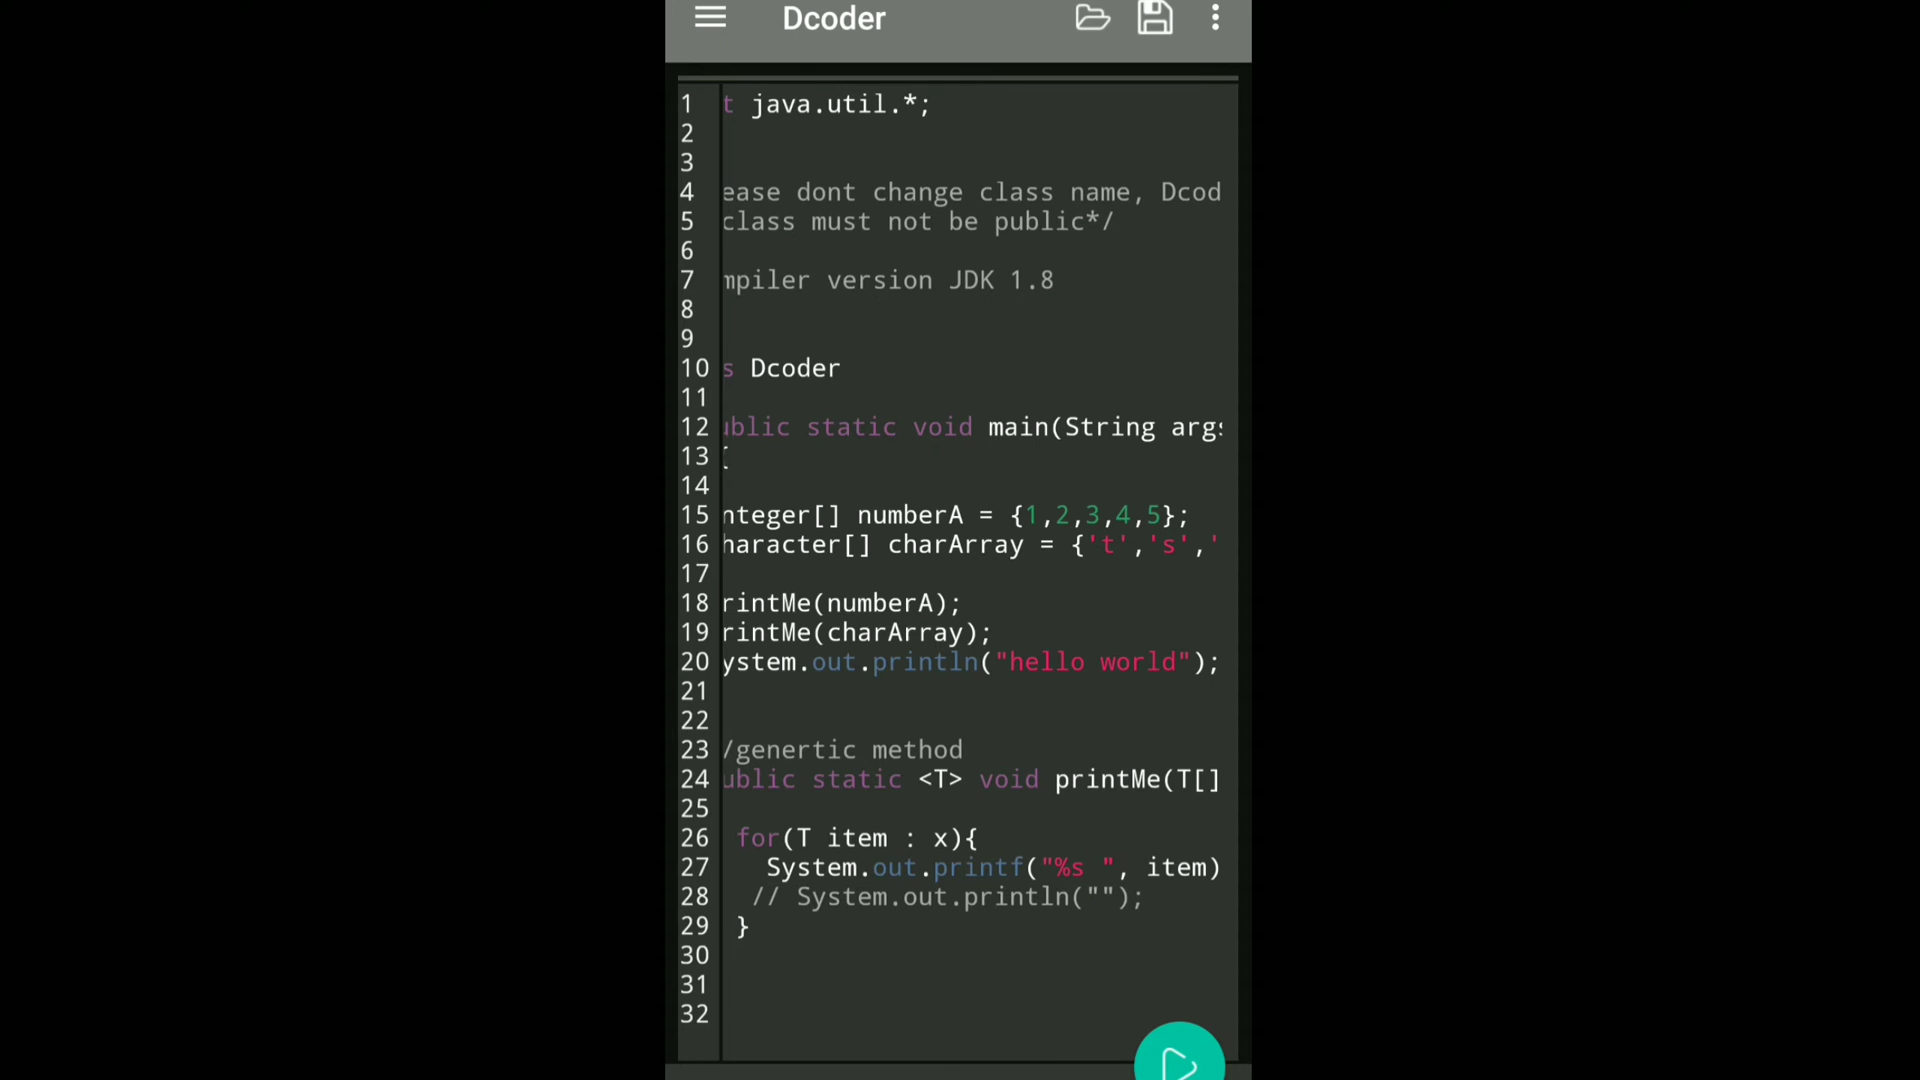 Dcoder
1 t java.util.*;
2
3
4 ease dont change class name, Dcod
5 class must not be public*/
6
7 mpiler version JDK 1.8
8
9
10 s Dcoder
11
12 ublic static void main(String args
13 {
14
15 nteger[] numberA = {1,2,3,4,5};
16 haracter[] charArray = {'t','s','
17
18 rintMe(numberA);
19 rintMe(charArray);
20 ystem.out.println("hello world");
21
22
23 /genertic method
24 ublic static <T> void printMe(T[]
25
26 for(T item : x){
27 System.out.printf("%s ", item)
28 // System.out.println("");
29 }
30
31
32